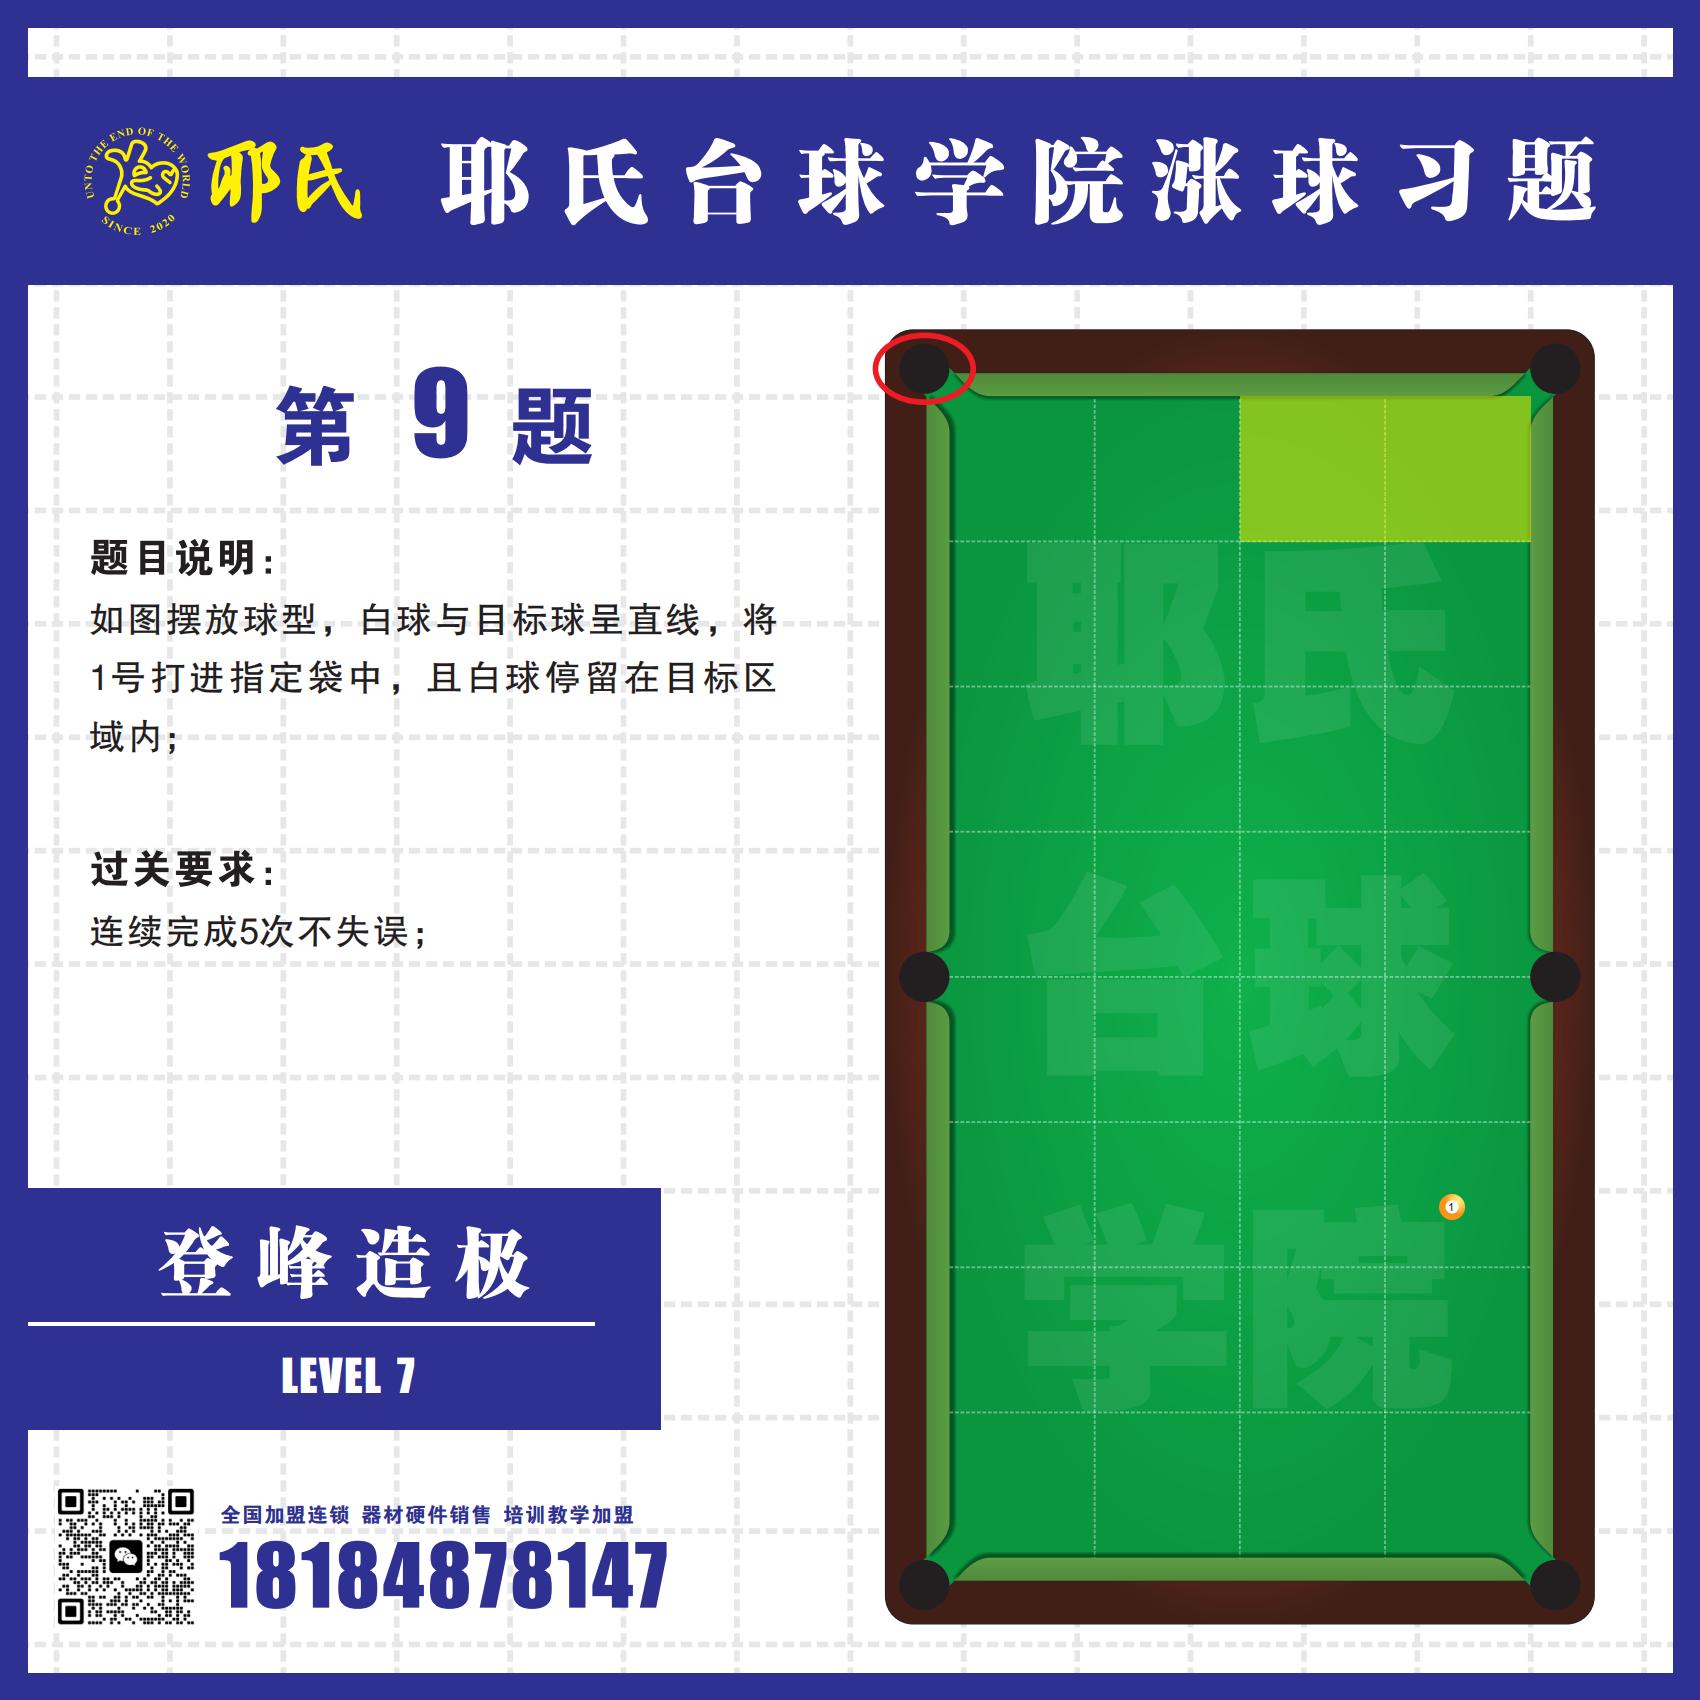 UNTO THE END OF THE WORLD
SINCE 2020
耶氏
耶氏台球学院涨球习题
第 9 题
题目说明：
如图摆放球型，白球与目标球呈直线，将
1号打进指定袋中，且白球停留在目标区
域内；
过关要求：
连续完成5次不失误；
耶氏
台球
学院
1
登峰造极
LEVEL 7
全国加盟连锁 器材硬件销售 培训教学加盟
18184878147